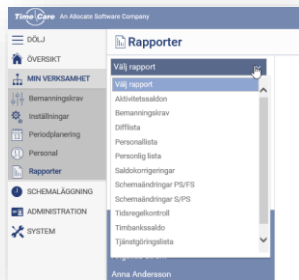 Time Care An Allocate Software Company
DÖLJ
ÖVERSIKT
MIN VERKSAMHET
Bemanningskrav
Inställningar
Periodplanering
Personal
Rapporter
SCHEMALÄGGNING
ADMINISTRATION
SYSTEM
Rapporter
Välj rapport
Välj rapport
Aktivitetssaldon
Bemanningskrav
Difflista
Personallista
Personlig lista
Saldokorrigeringar
Schemaändringar PS/FS
Schemaändringar S/PS
Tidsregelkontroll
Timbankssaldo
Tjänstgöringslista
Anna Andersson